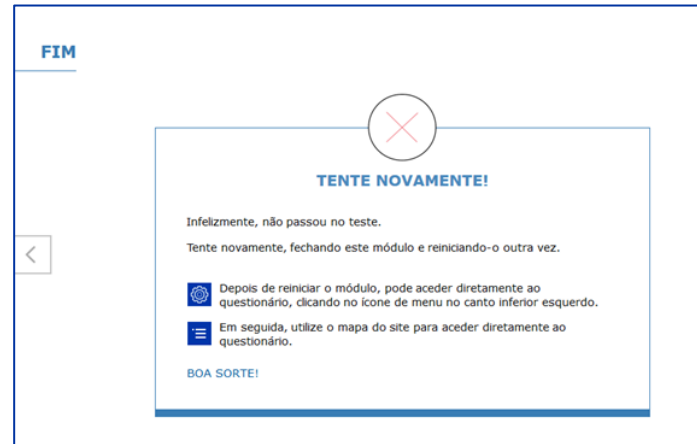 FIM
TENTE NOVAMENTE!
Infelizmente, não passou no teste.
Tente novamente, fechando este módulo e reiniciando-o outra vez.
Depois de reiniciar o módulo, pode aceder diretamente ao
questionário, clicando no ícone de menu no canto inferior esquerdo.
Em seguida, utilize o mapa do site para aceder diretamente ao
questionário.
BOA SORTE!